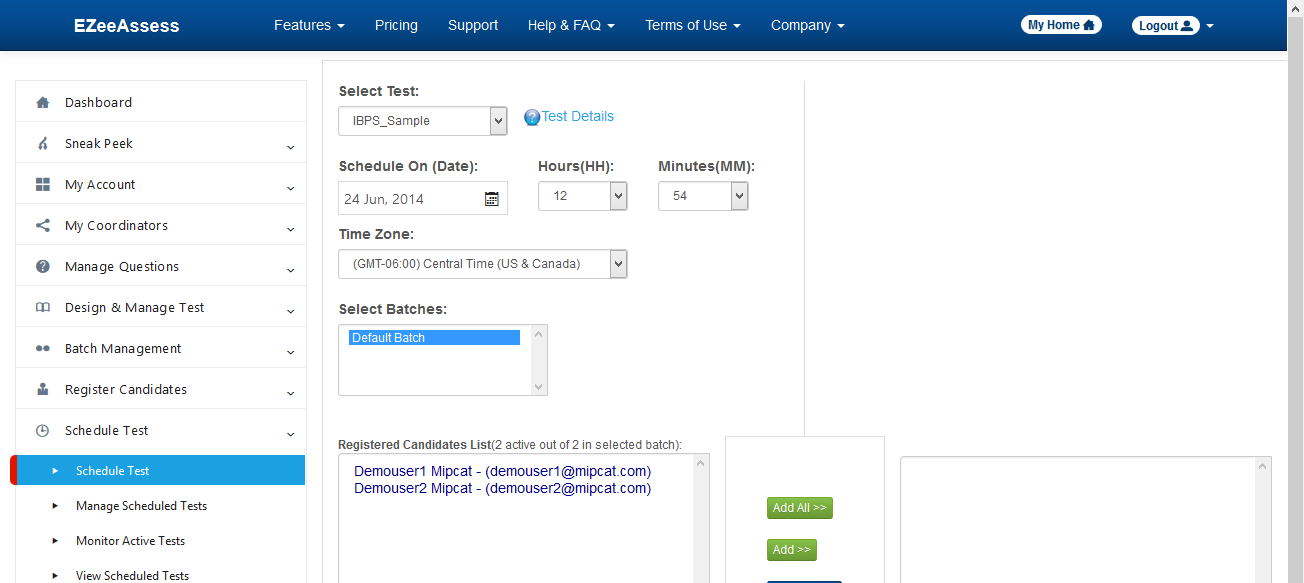 EZeeAssess
Features
Pricing
Support
Help & FAQ
Terms of Use
Company
My Home
Logout
Dashboard
Sneak Peek
My Account
My Coordinators
Manage Questions
Design & Manage Test
Batch Management
Register Candidates
Schedule Test
Schedule Test
Manage Scheduled Tests
Monitor Active Tests
View Scheduled Tests
Select Test:
IBPS_Sample
Test Details
Schedule On (Date):
Hours(HH):
Minutes(MM):
24 Jun, 2014
12
54
Time Zone:
(GMT-06:00) Central Time (US & Canada)
Select Batches:
Default Batch
Registered Candidates List(2 active out of 2 in selected batch):
Demouser1 Mipcat - (demouser1@mipcat.com)
Demouser2 Mipcat - (demouser2@mipcat.com)
Add All >>
Add >>